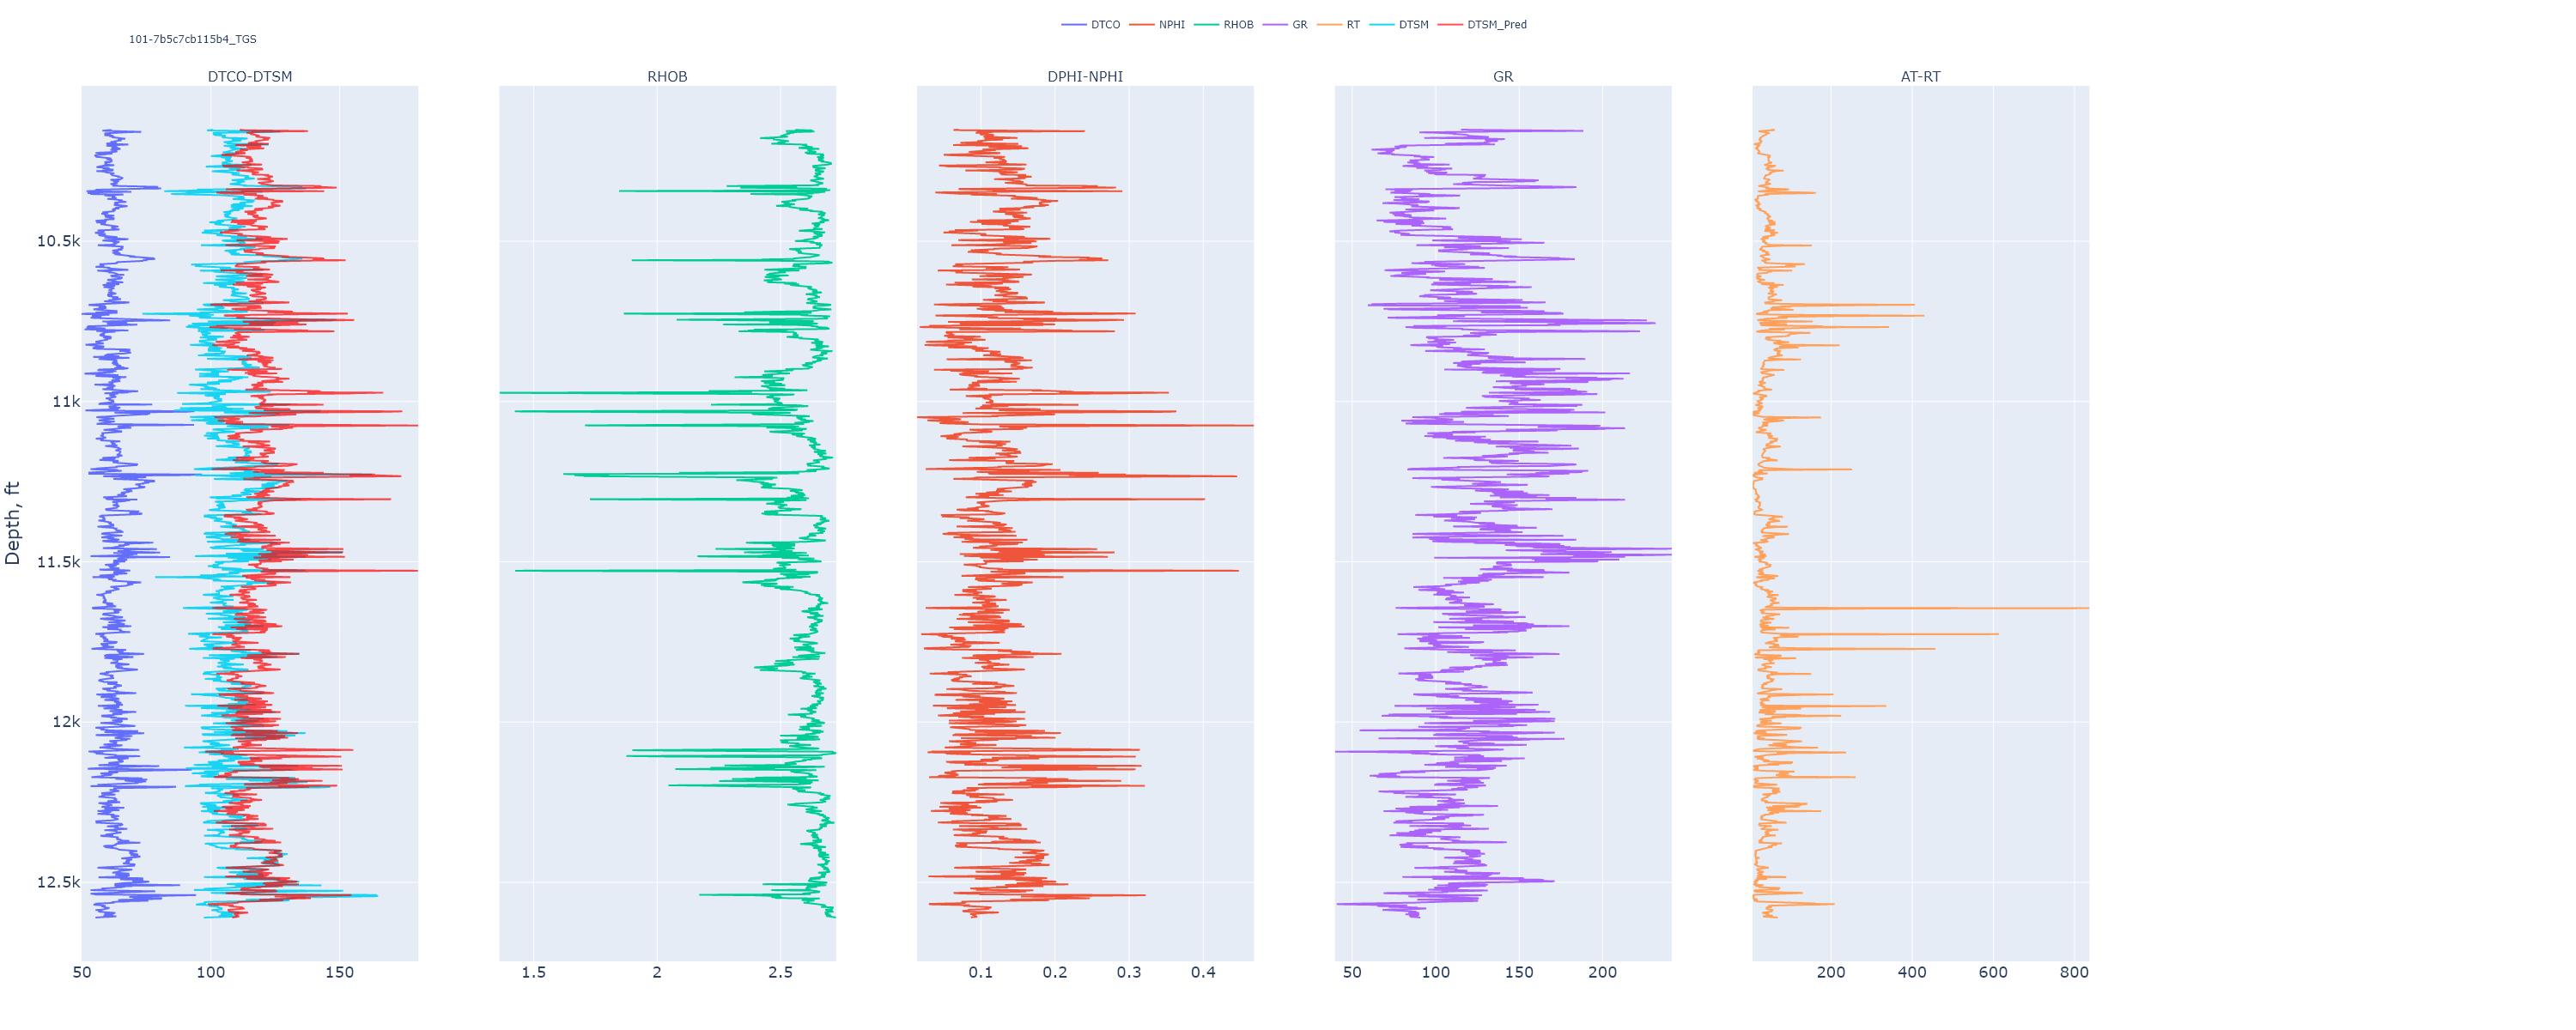 DTCO NPHI RHOB GR RT DTSM DTSM_Pred
101-7b5c7cb115b4_TGS
DTCO-DTSM RHOB DPHI-NPHI GR AT-RT
Depth, ft
10.5k
11k
11.5k
12k
12.5k
50 100 150 1.5 2 2.5 0.1 0.2 0.3 0.4 50 100 150 200 200 400 600 800